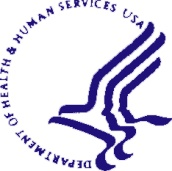 DEPARTMENT OF HEALTH & HUMAN SERVICES USA